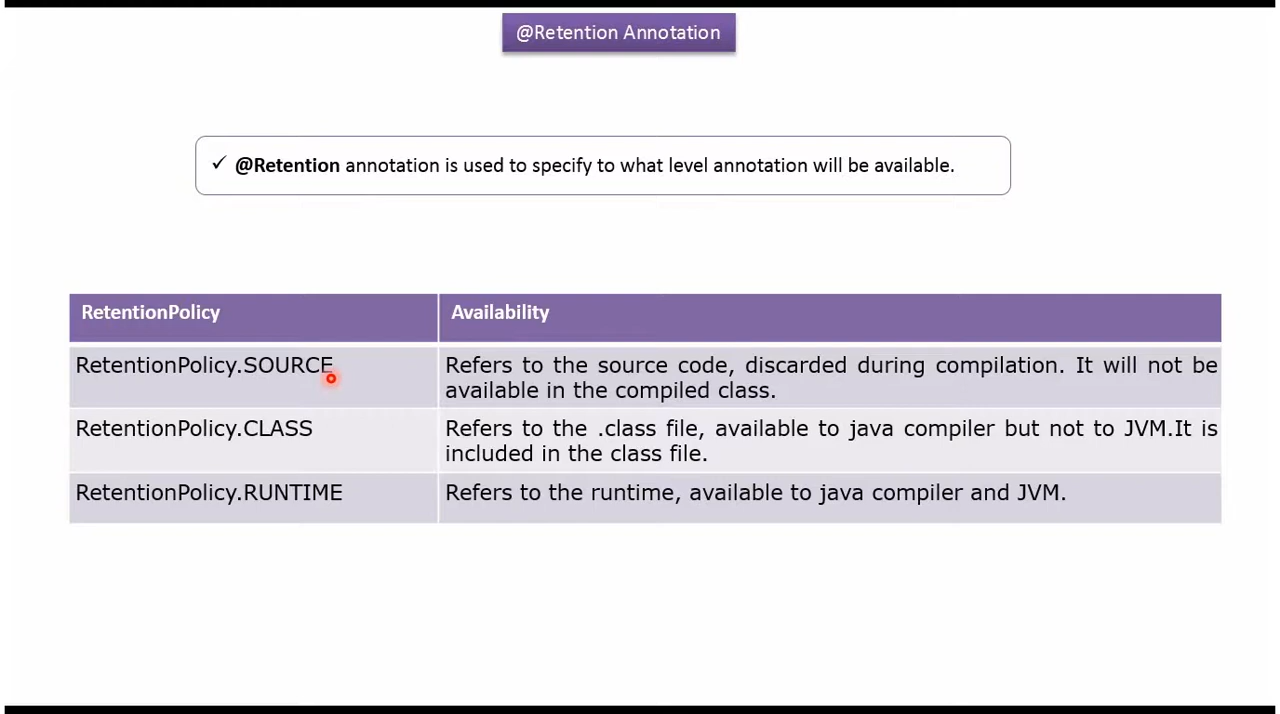 @Retention Annotation
✓ @Retention annotation is used to specify to what level annotation will be available.
RetentionPolicy Availability
RetentionPolicy.SOURCE Refers to the source code, discarded during compilation. It will not be
available in the compiled class.
RetentionPolicy.CLASS Refers to the .class file, available to java compiler but not to JVM.It is
included in the class file.
RetentionPolicy.RUNTIME Refers to the runtime, available to java compiler and JVM.